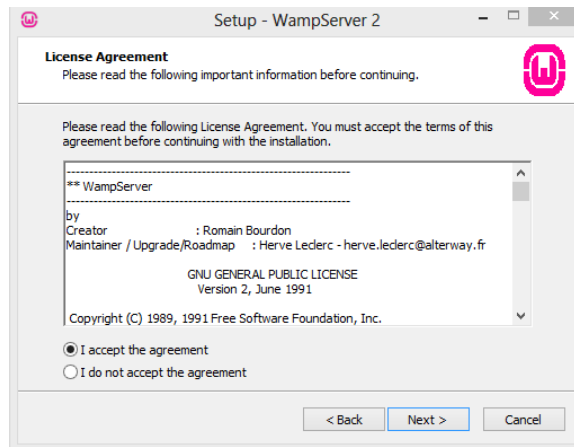 Setup - WampServer 2
License Agreement
Please read the following important information before continuing.
Please read the following License Agreement. You must accept the terms of this
agreement before continuing with the installation.
----------------------------------------------------------------
** WampServer
----------------------------------------------------------------
by
Creator : Romain Bourdon
Maintainer / Upgrade/Roadmap : Herve Leclerc - herve.leclerc@alterway.fr
GNU GENERAL PUBLIC LICENSE
Version 2, June 1991
Copyright (C) 1989, 1991 Free Software Foundation, Inc.
I accept the agreement
I do not accept the agreement
< Back Next > Cancel